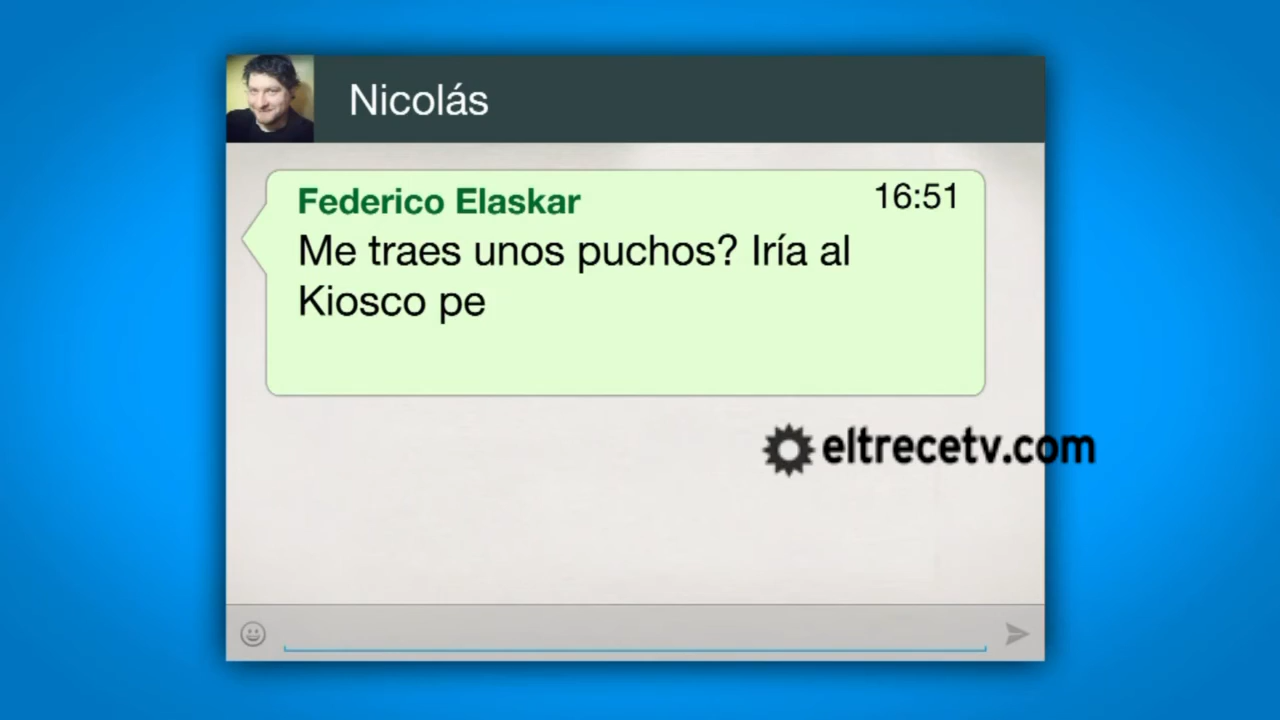 Nicolás
Federico Elaskar
16:51
Me traes unos puchos? Iría al
Kiosco pe
eltrecetv.com